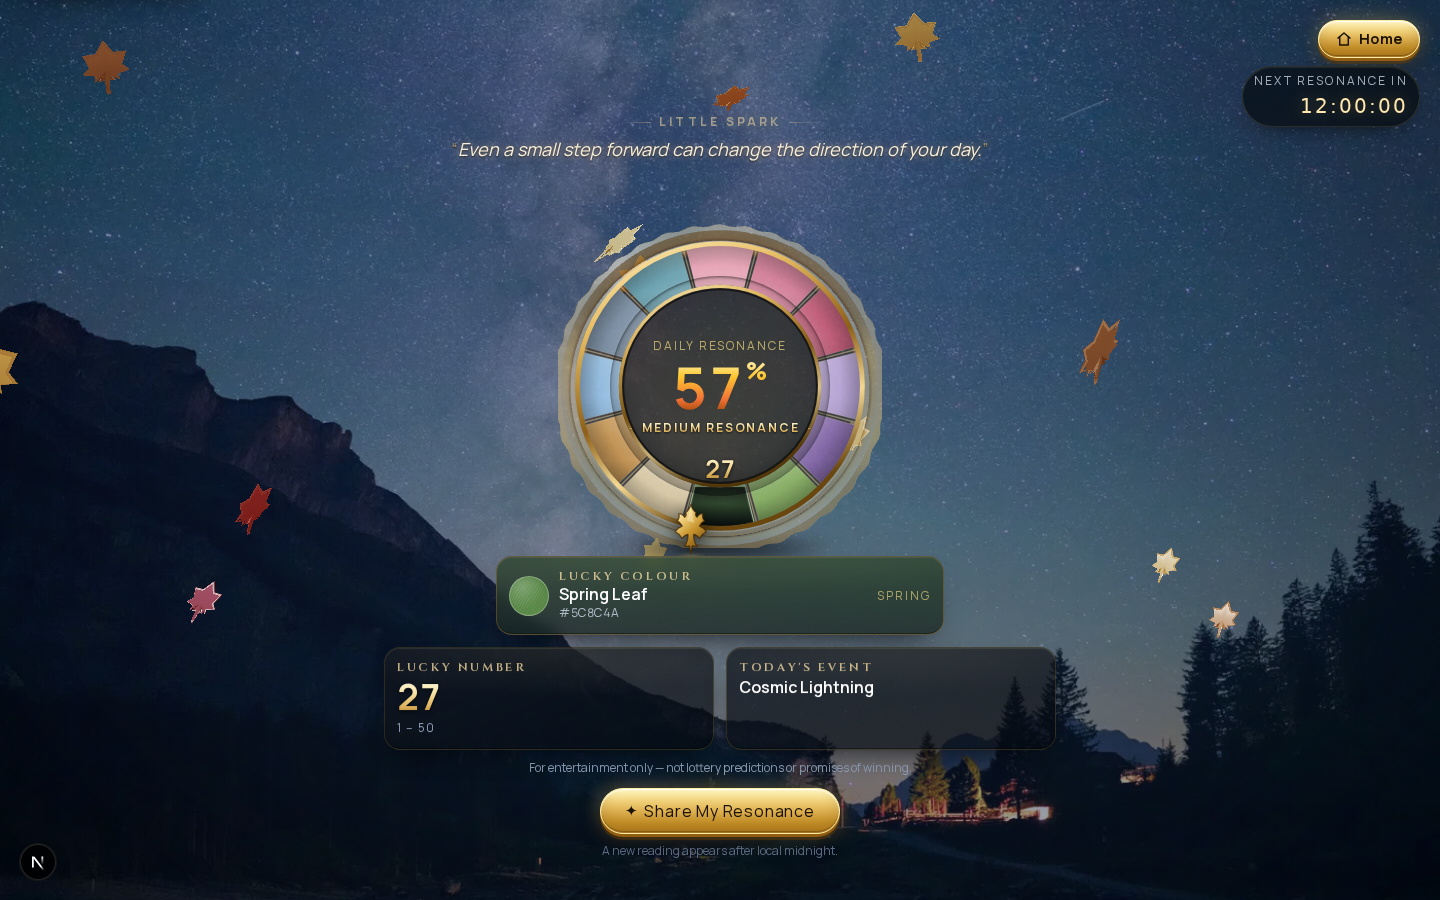 Home
NEXT RESONANCE IN
12:00:00
LITTLE SPARK
"Even a small step forward can change the direction of your day."
DAILY RESONANCE
57%
MEDIUM RESONANCE
27
LUCKY COLOUR
Spring Leaf
#5C8C4A
SPRING
LUCKY NUMBER
27
1 – 50
TODAY'S EVENT
Cosmic Lightning
For entertainment only — not lottery predictions or promises of winning.
✦ Share My Resonance
A new reading appears after local midnight.
N